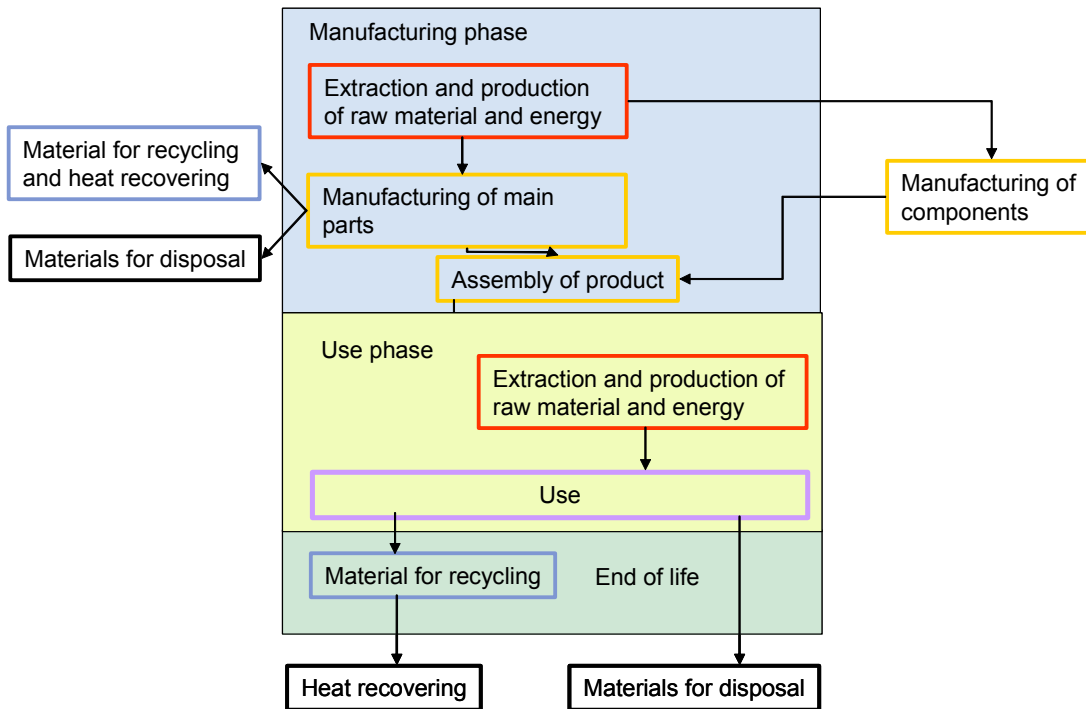 Manufacturing phase
Extraction and production
of raw material and energy
Material for recycling
and heat recovering
Manufacturing of main
parts
Manufacturing of
components
Materials for disposal
Assembly of product
Use phase
Extraction and production of
raw material and energy
Use
Material for recycling
End of life
Heat recovering
Materials for disposal